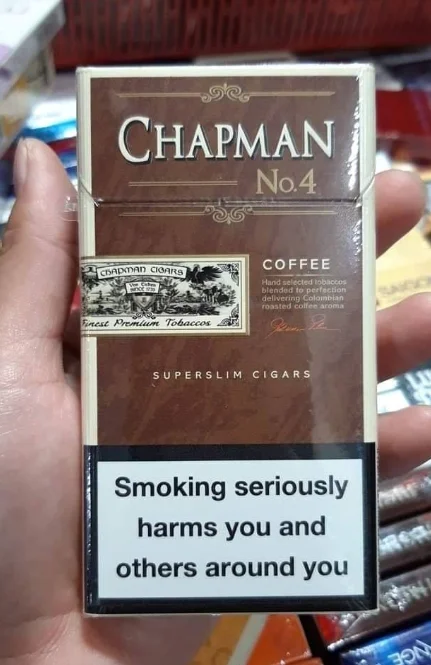 CHAPMAN
No.4
CHAPMAN CIGARS
SINCE
Finest Premium Tobaccos
COFFEE
Hand selected tobaccos
blended to perfection
delivering Colombian
roasted coffee aroma
SUPERSLIM CIGARS
Smoking seriously
harms you and
others around you